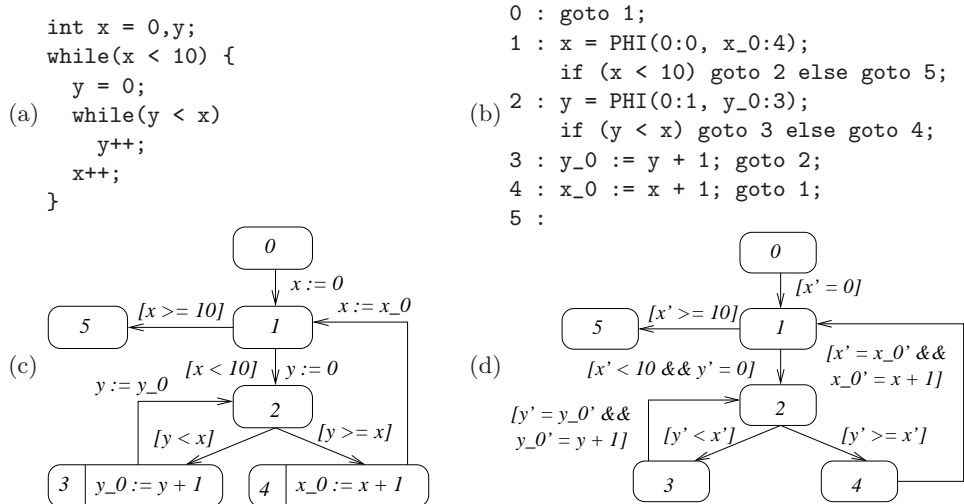 (a)
int x = 0,y;
while(x < 10) {
y = 0;
while(y < x)
y++;
x++;
}
(b)
0 : goto 1;
1 : x = PHI(0:0, x_0:4);
if (x < 10) goto 2 else goto 5;
2 : y = PHI(0:1, y_0:3);
if (y < x) goto 3 else goto 4;
3 : y_0 := y + 1; goto 2;
4 : x_0 := x + 1; goto 1;
5 :
(c)
0
x := 0
x := x_0
[x >= 10]
5
1
[x < 10]
y := 0
y := y_0
2
[y < x]
[y >= x]
3
y_0 := y + 1
4
x_0 := x + 1
(d)
0
[x' = 0]
[x' >= 10]
5
1
[x' < 10 && y' = 0]
[x' = x_0' &&
x_0' = x + 1]
2
[y' = y_0' &&
y_0' = y + 1]
[y' < x']
[y' >= x']
3
4